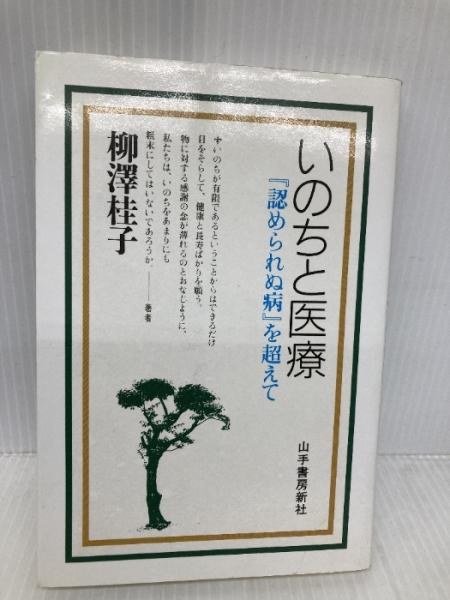 いのちと医療
『認められぬ病』を超えて
山手書房新社
いのちが有限であるということからはできるだけ
目をそらして、健康と長寿ばかりを願う。
物に対する感謝の念が薄れるのとおなじように、
私たちは、いのちをあまりにも
粗末にしてはいないであろうか。――著者
柳澤桂子